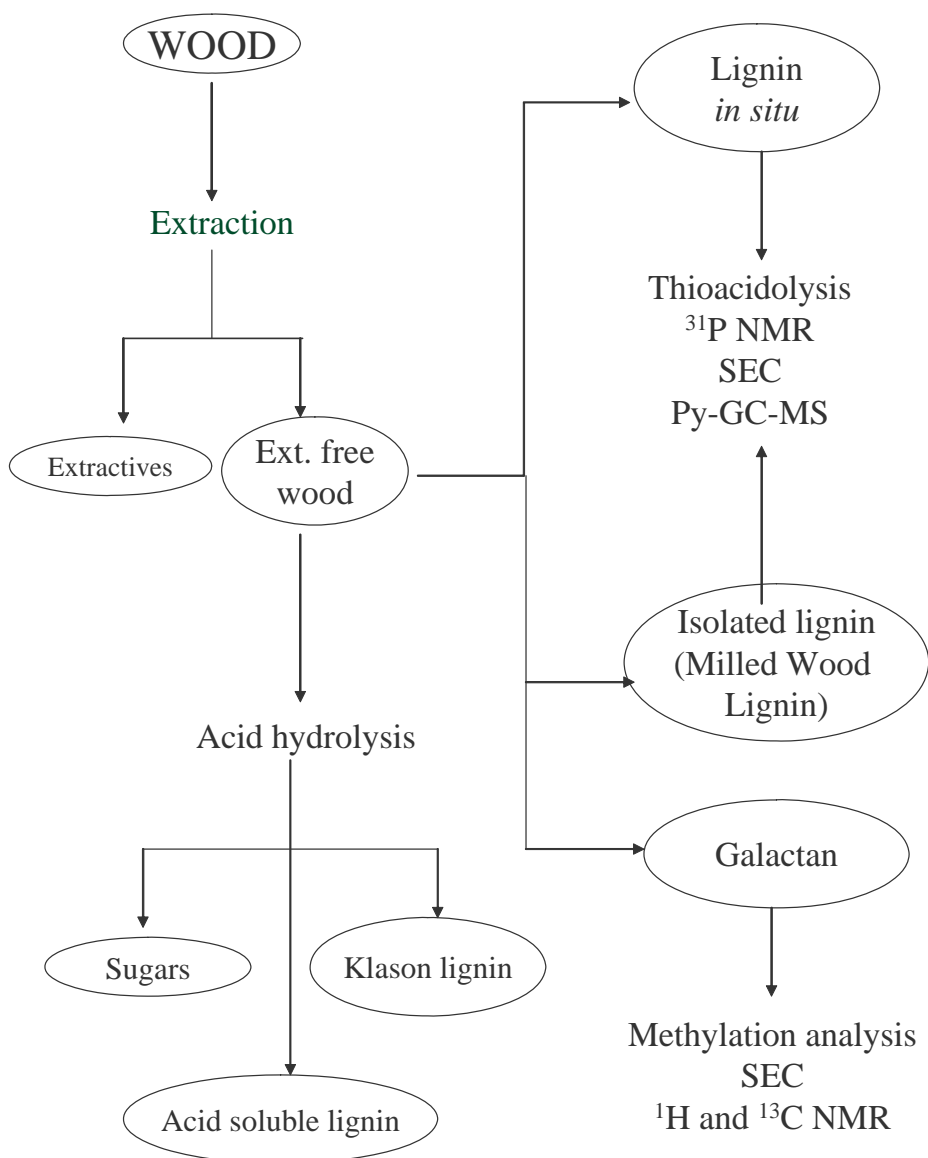 WOOD
Extraction
Extractives
Ext. free
wood
Acid hydrolysis
Sugars
Klason lignin
Acid soluble lignin
Lignin
in situ
Thioacidolysis
³¹P NMR
SEC
Py-GC-MS
Isolated lignin
(Milled Wood
Lignin)
Galactan
Methylation analysis
SEC
¹H and ¹³C NMR